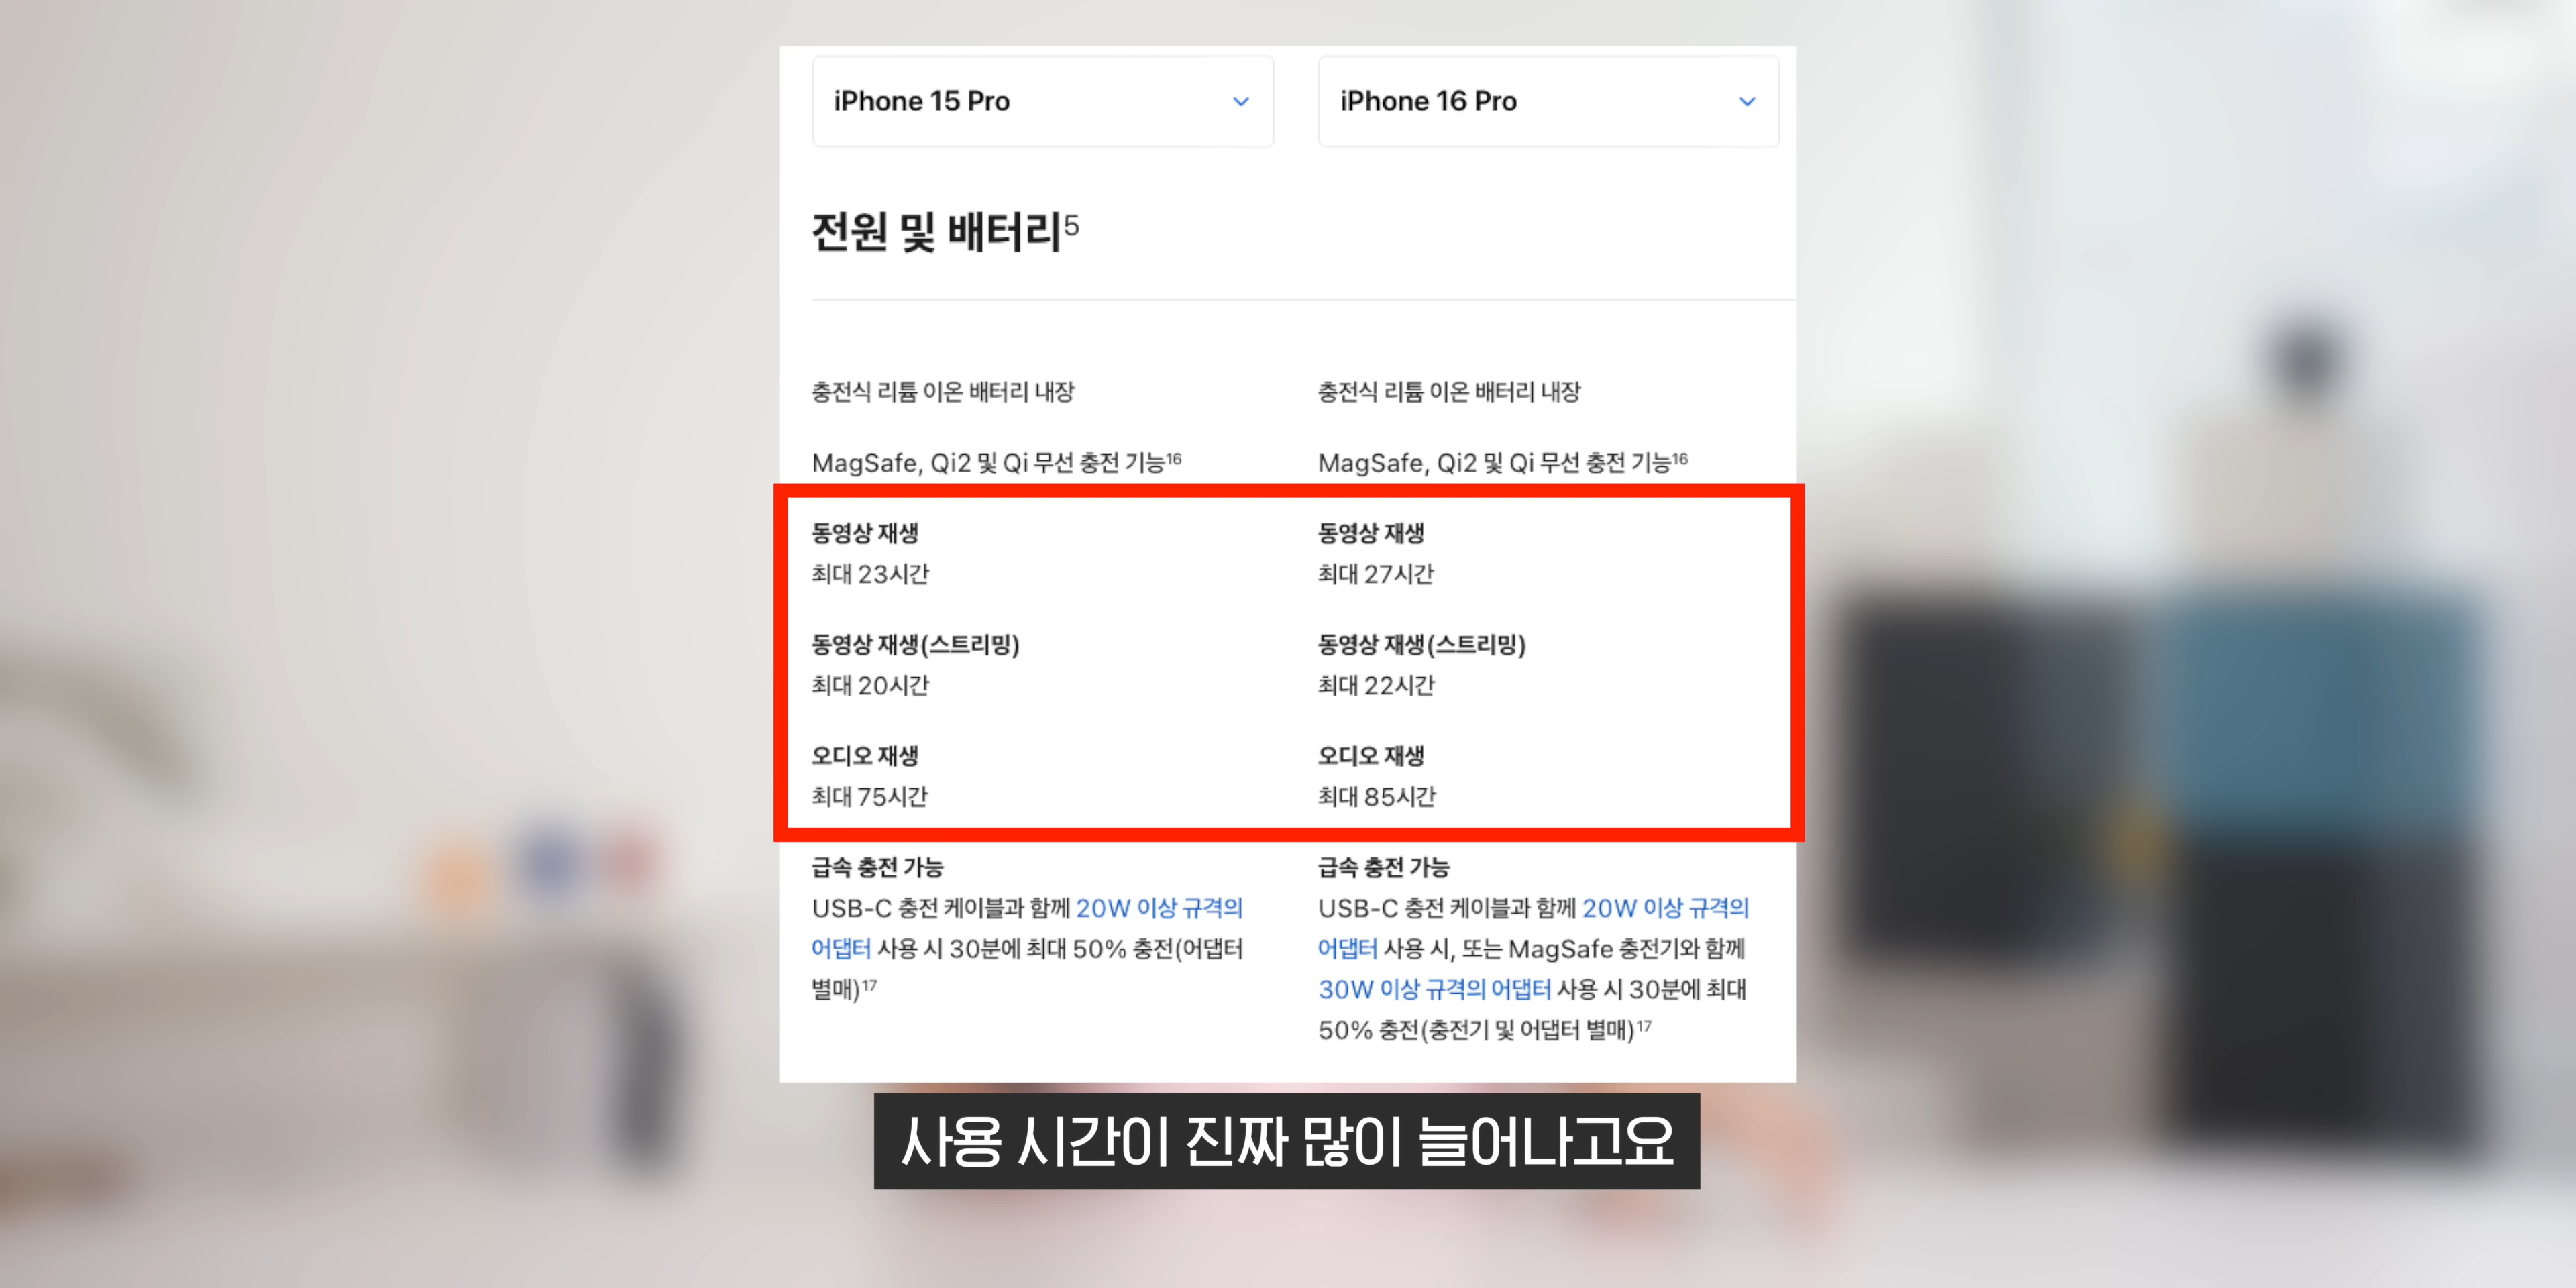 iPhone 15 Pro
iPhone 16 Pro
전원 및 배터리5
충전식 리튬 이온 배터리 내장
MagSafe, Qi2 및 Qi 무선 충전 기능16
동영상 재생
최대 23시간
동영상 재생(스트리밍)
최대 20시간
오디오 재생
최대 75시간
급속 충전 가능
USB-C 충전 케이블과 함께 20W 이상 규격의
어댑터 사용 시 30분에 최대 50% 충전(어댑터
별매)17
충전식 리튬 이온 배터리 내장
MagSafe, Qi2 및 Qi 무선 충전 기능16
동영상 재생
최대 27시간
동영상 재생(스트리밍)
최대 22시간
오디오 재생
최대 85시간
급속 충전 가능
USB-C 충전 케이블과 함께 20W 이상 규격의
어댑터 사용 시, 또는 MagSafe 충전기와 함께
30W 이상 규격의 어댑터 사용 시 30분에 최대
50% 충전(충전기 및 어댑터 별매)17
사용 시간이 진짜 많이 늘어나고요